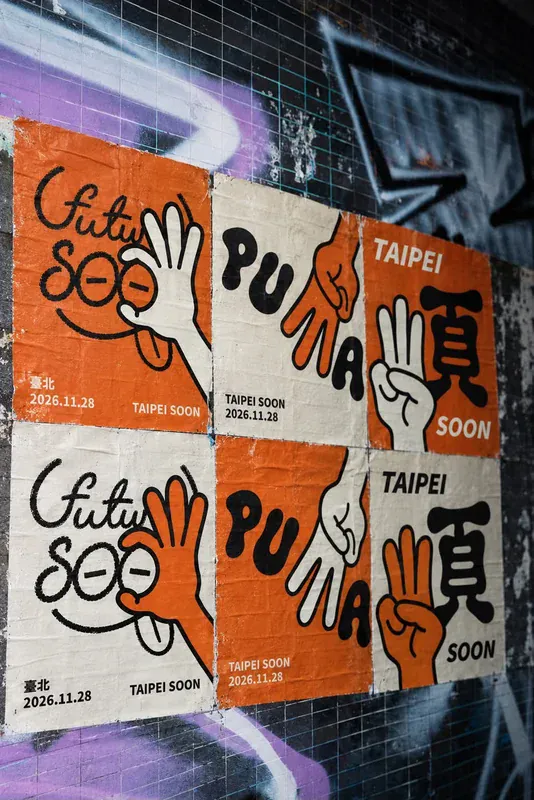 Futu
soo
臺北
2026.11.28
TAIPEI SOON
PU A
TAIPEI SOON
2026.11.28
TAIPEI
頁
SOON
Futu
soo
臺北
2026.11.28
TAIPEI SOON
PU A
TAIPEI SOON
2026.11.28
TAIPEI
頁
SOON